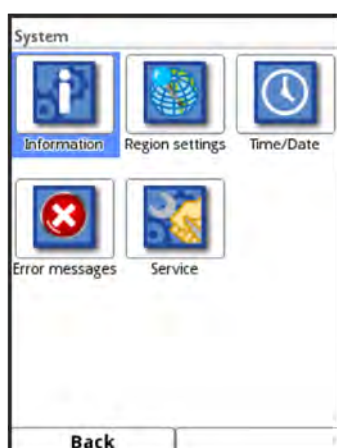 System
Information Region settings Time/Date
Error messages Service
Back